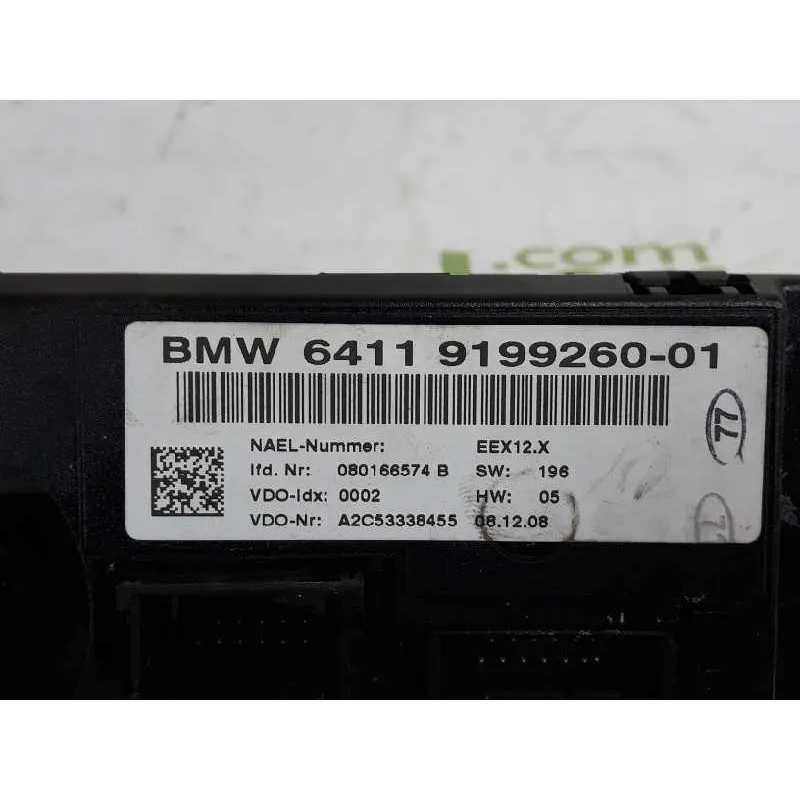 .com
BMW 6411 9199260-01
77
NAEL-Nummer: EEX12.X
lfd. Nr: 080166574 B SW: 196
VDO-Idx: 0002 HW: 05
VDO-Nr: A2C53338455 08.12.08